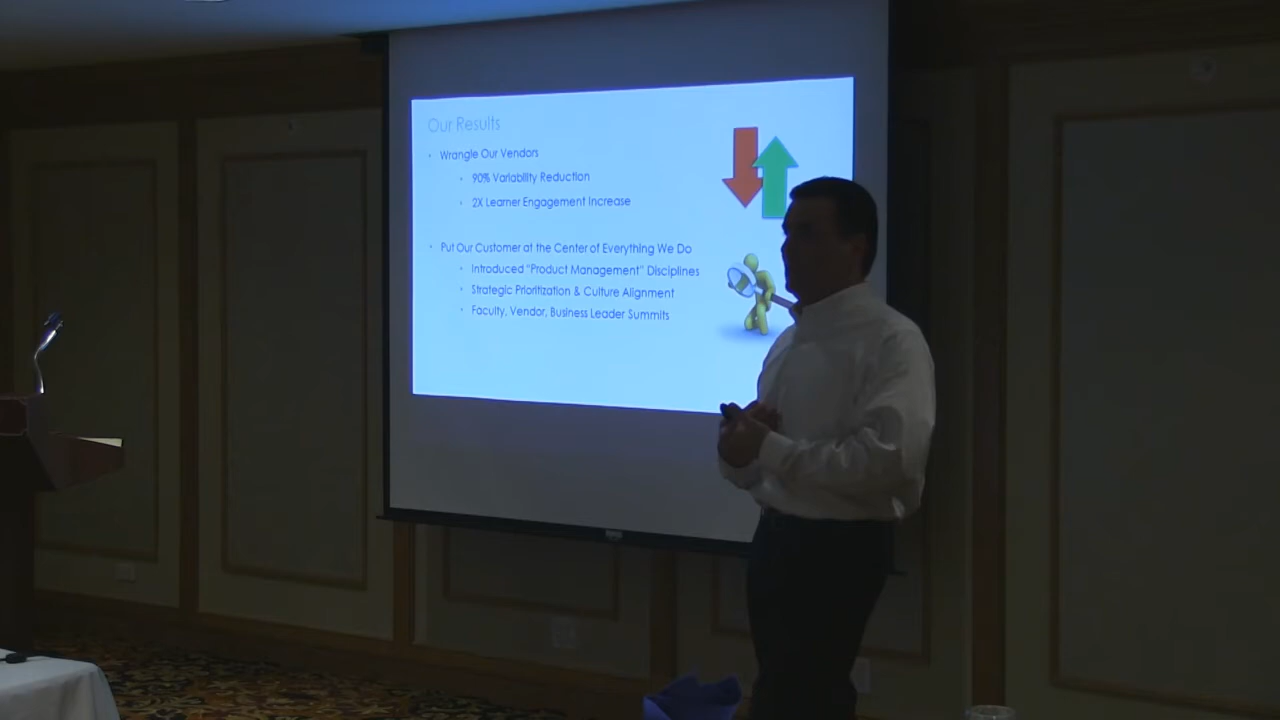 Our Results
Wrangle Our Vendors
90% Variability Reduction
2X Learner Engagement Increase
Put Our Customer at the Center of Everything We Do
Introduced “Product Management” Disciplines
Strategic Prioritization & Culture Alignment
Faculty, Vendor, Business Leader Summits